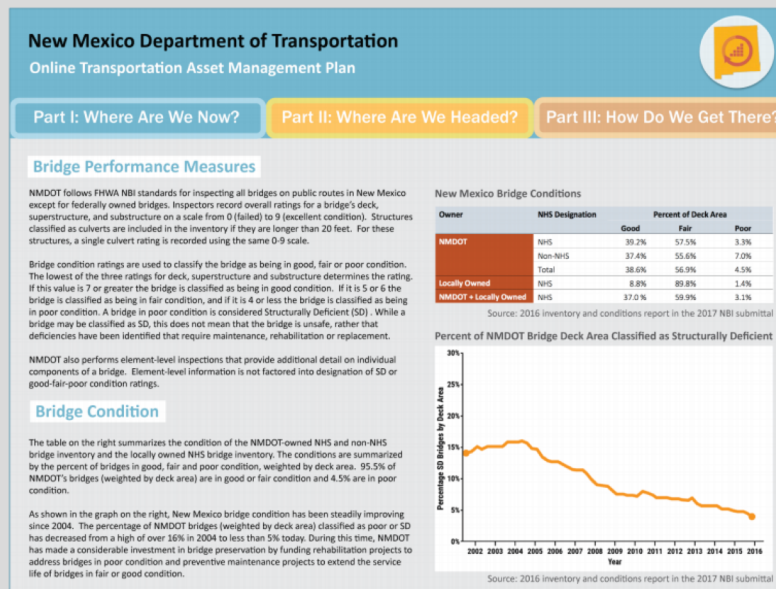 New Mexico Department of Transportation
Online Transportation Asset Management Plan
Part I: Where Are We Now?
Part II: Where Are We Headed?
Part III: How Do We Get There?
Bridge Performance Measures
NMDOT follows FHWA NBI standards for inspecting all bridges on public routes in New Mexico
except for federally owned bridges. Inspectors record overall ratings for a bridge's deck,
superstructure, and substructure on a scale from 0 (failed) to 9 (excellent condition). Structures
classified as culverts are included in the inventory if they are longer than 20 feet. For these
structures, a single culvert rating is recorded using the same 0-9 scale.
Bridge condition ratings are used to classify the bridge as being in good, fair or poor condition.
The lowest of the three ratings for deck, superstructure and substructure determines the rating.
If this value is 7 or greater the bridge is classified as being in good condition. If it is 5 or 6 the
bridge is classified as being in fair condition, and if it is 4 or less the bridge is classified as being
in poor condition. A bridge in poor condition is considered Structurally Deficient (SD) . While a
bridge may be classified as SD, this does not mean that the bridge is unsafe, rather that
deficiencies have been identified that require maintenance, rehabilitation or replacement.
NMDOT also performs element-level inspections that provide additional detail on individual
components of a bridge. Element-level information is not factored into designation of SD or
good-fair-poor condition ratings.
Bridge Condition
The table on the right summarizes the condition of the NMDOT-owned NHS and non-NHS
bridge inventory and the locally owned NHS bridge inventory. The conditions are summarized
by the percent of bridges in good, fair and poor condition, weighted by deck area. 95.5% of
NMDOT's bridges (weighted by deck area) are in good or fair condition and 4.5% are in poor
condition.
As shown in the graph on the right, New Mexico bridge condition has been steadily improving
since 2004. The percentage of NMDOT bridges (weighted by deck area) classified as poor or SD
has decreased from a high of over 16% in 2004 to less than 5% today. During this time, NMDOT
has made a considerable investment in bridge preservation by funding rehabilitation projects to
address bridges in poor condition and preventive maintenance projects to extend the service
life of bridges in fair or good condition.
New Mexico Bridge Conditions
Owner NHS Designation Percent of Deck Area
Good Fair Poor
NMDOT NHS 39.2% 57.5% 3.3%
Non-NHS 37.4% 55.6% 7.0%
Total 38.6% 56.9% 4.5%
Locally Owned NHS 8.8% 89.8% 1.4%
NMDOT + Locally Owned NHS 37.0 % 59.9% 3.1%
Source: 2016 inventory and conditions report in the 2017 NBI submittal
Percent of NMDOT Bridge Deck Area Classified as Structurally Deficient
Percentage SD Bridges by Deck Area
30%
25%
20%
15%
10%
5%
0%
2002 2003 2004 2005 2006 2007 2008 2009 2010 2011 2012 2013 2014 2015 2016
Year
Source: 2016 inventory and conditions report in the 2017 NBI submittal